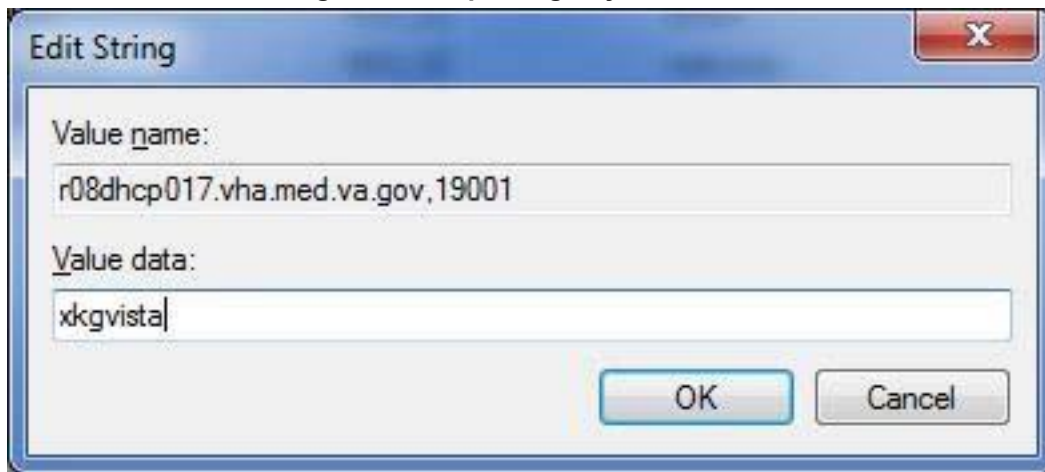 Edit String
Value name:
r08dhcp017.vha.med.va.gov,19001
Value data:
xkgvista
OK Cancel